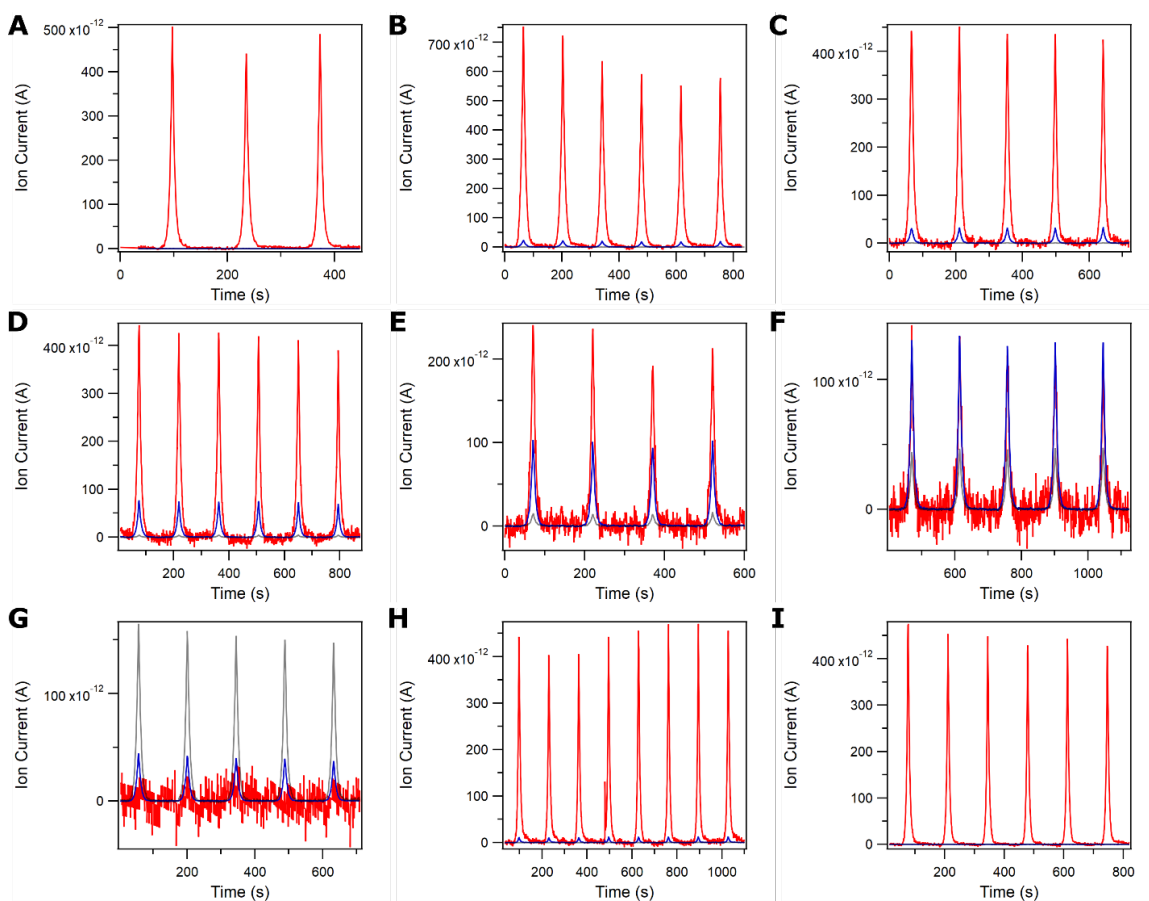 A
500 x10⁻¹²
400
300
200
100
0
Ion Current (A)
0 200 400
Time (s)
B
700 x10⁻¹²
600
500
400
300
200
100
0
Ion Current (A)
0 200 400 600 800
Time (s)
C
400 x10⁻¹²
300
200
100
0
Ion Current (A)
0 200 400 600
Time (s)
D
400 x10⁻¹²
300
200
100
0
Ion Current (A)
200 400 600 800
Time (s)
E
200 x10⁻¹²
100
0
Ion Current (A)
0 200 400 600
Time (s)
F
100 x10⁻¹²
0
Ion Current (A)
600 800 1000
Time (s)
G
100 x10⁻¹²
0
Ion Current (A)
200 400 600
Time (s)
H
400 x10⁻¹²
300
200
100
0
Ion Current (A)
200 400 600 800 1000
Time (s)
I
400 x10⁻¹²
300
200
100
0
Ion Current (A)
200 400 600 800
Time (s)